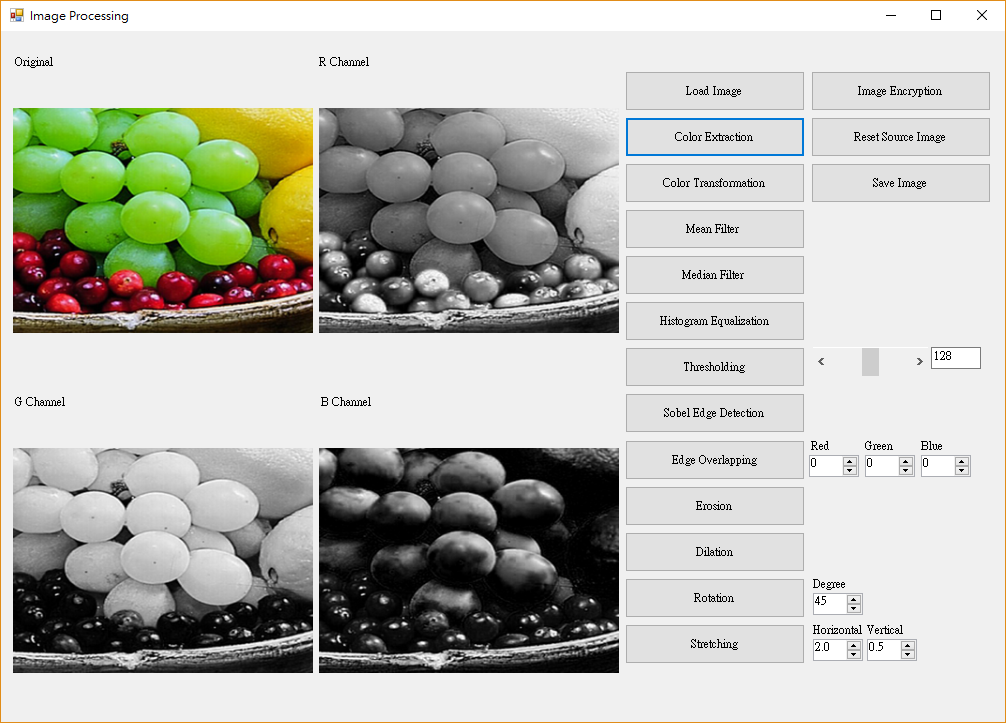 Image Processing
Original
R Channel
Load Image
Image Encryption
Color Extraction
Reset Source Image
Color Transformation
Save Image
Mean Filter
Median Filter
Histogram Equalization
Thresholding
128
G Channel
B Channel
Sobel Edge Detection
Edge Overlapping
Red Green Blue
0 0 0
Erosion
Dilation
Rotation
Degree
45
Horizontal Vertical
2.0 0.5
Stretching